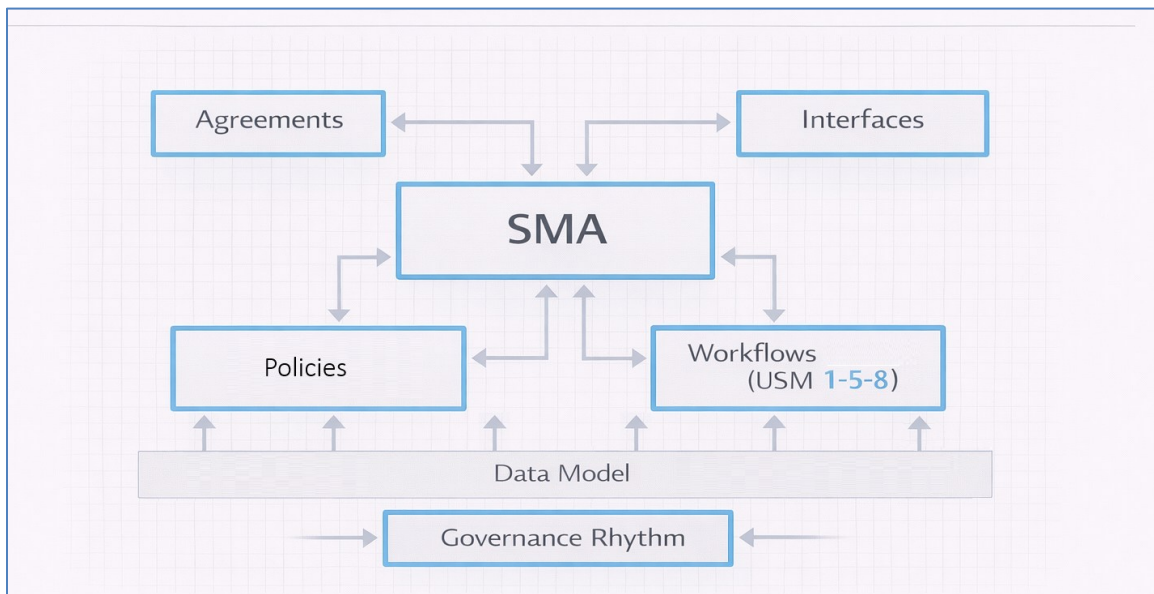 Agreements
Interfaces
SMA
Policies
Workflows
(USM 1-5-8)
Data Model
Governance Rhythm